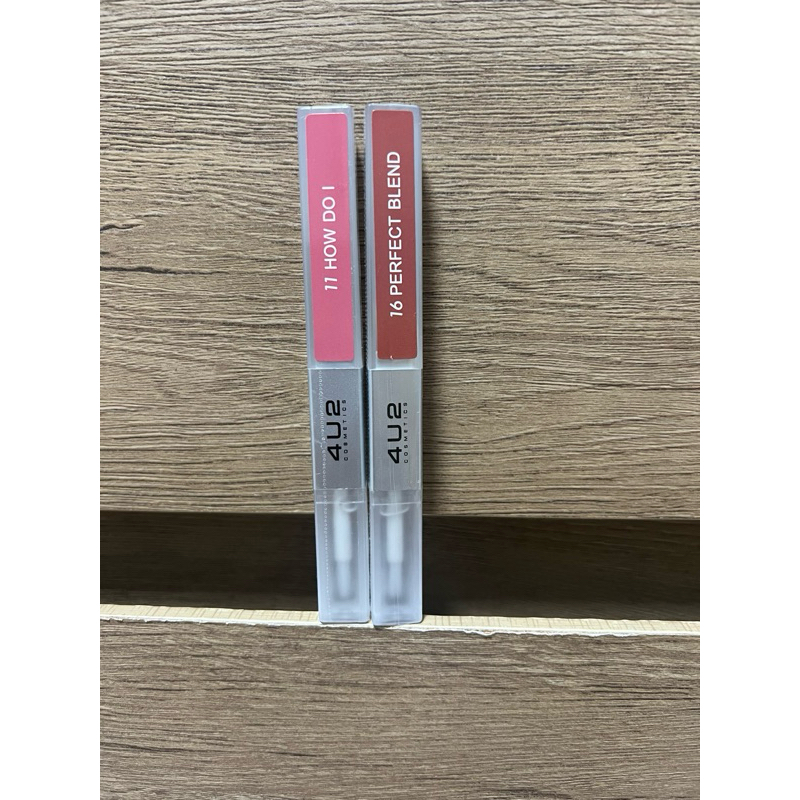 11 HOW DO I
4U2
COSMETICS
16 PERFECT BLEND
4U2
COSMETICS